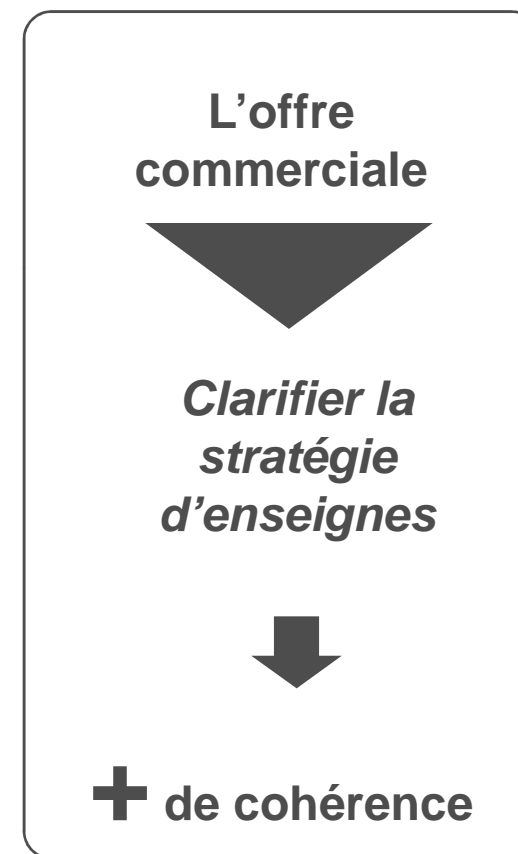 L’offre
commerciale
Clarifier la
stratégie
d’enseignes
+ de cohérence